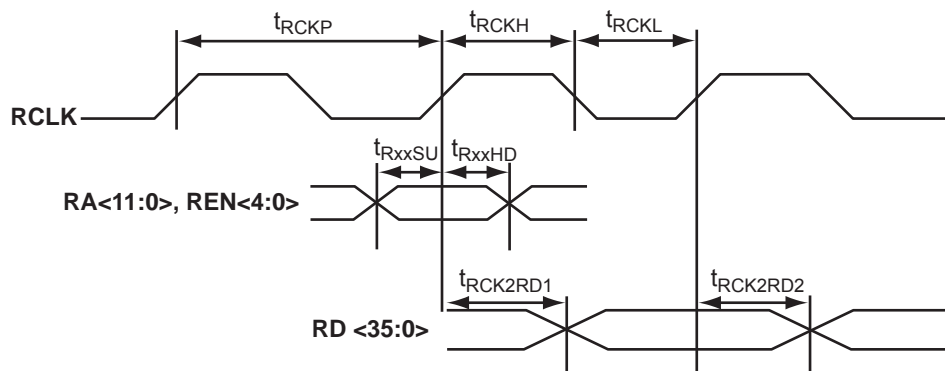 tRCKP tRCKH tRCKL
RCLK
tRxxSU tRxxHD
RA<11:0>, REN<4:0>
tRCK2RD1 tRCK2RD2
RD <35:0>